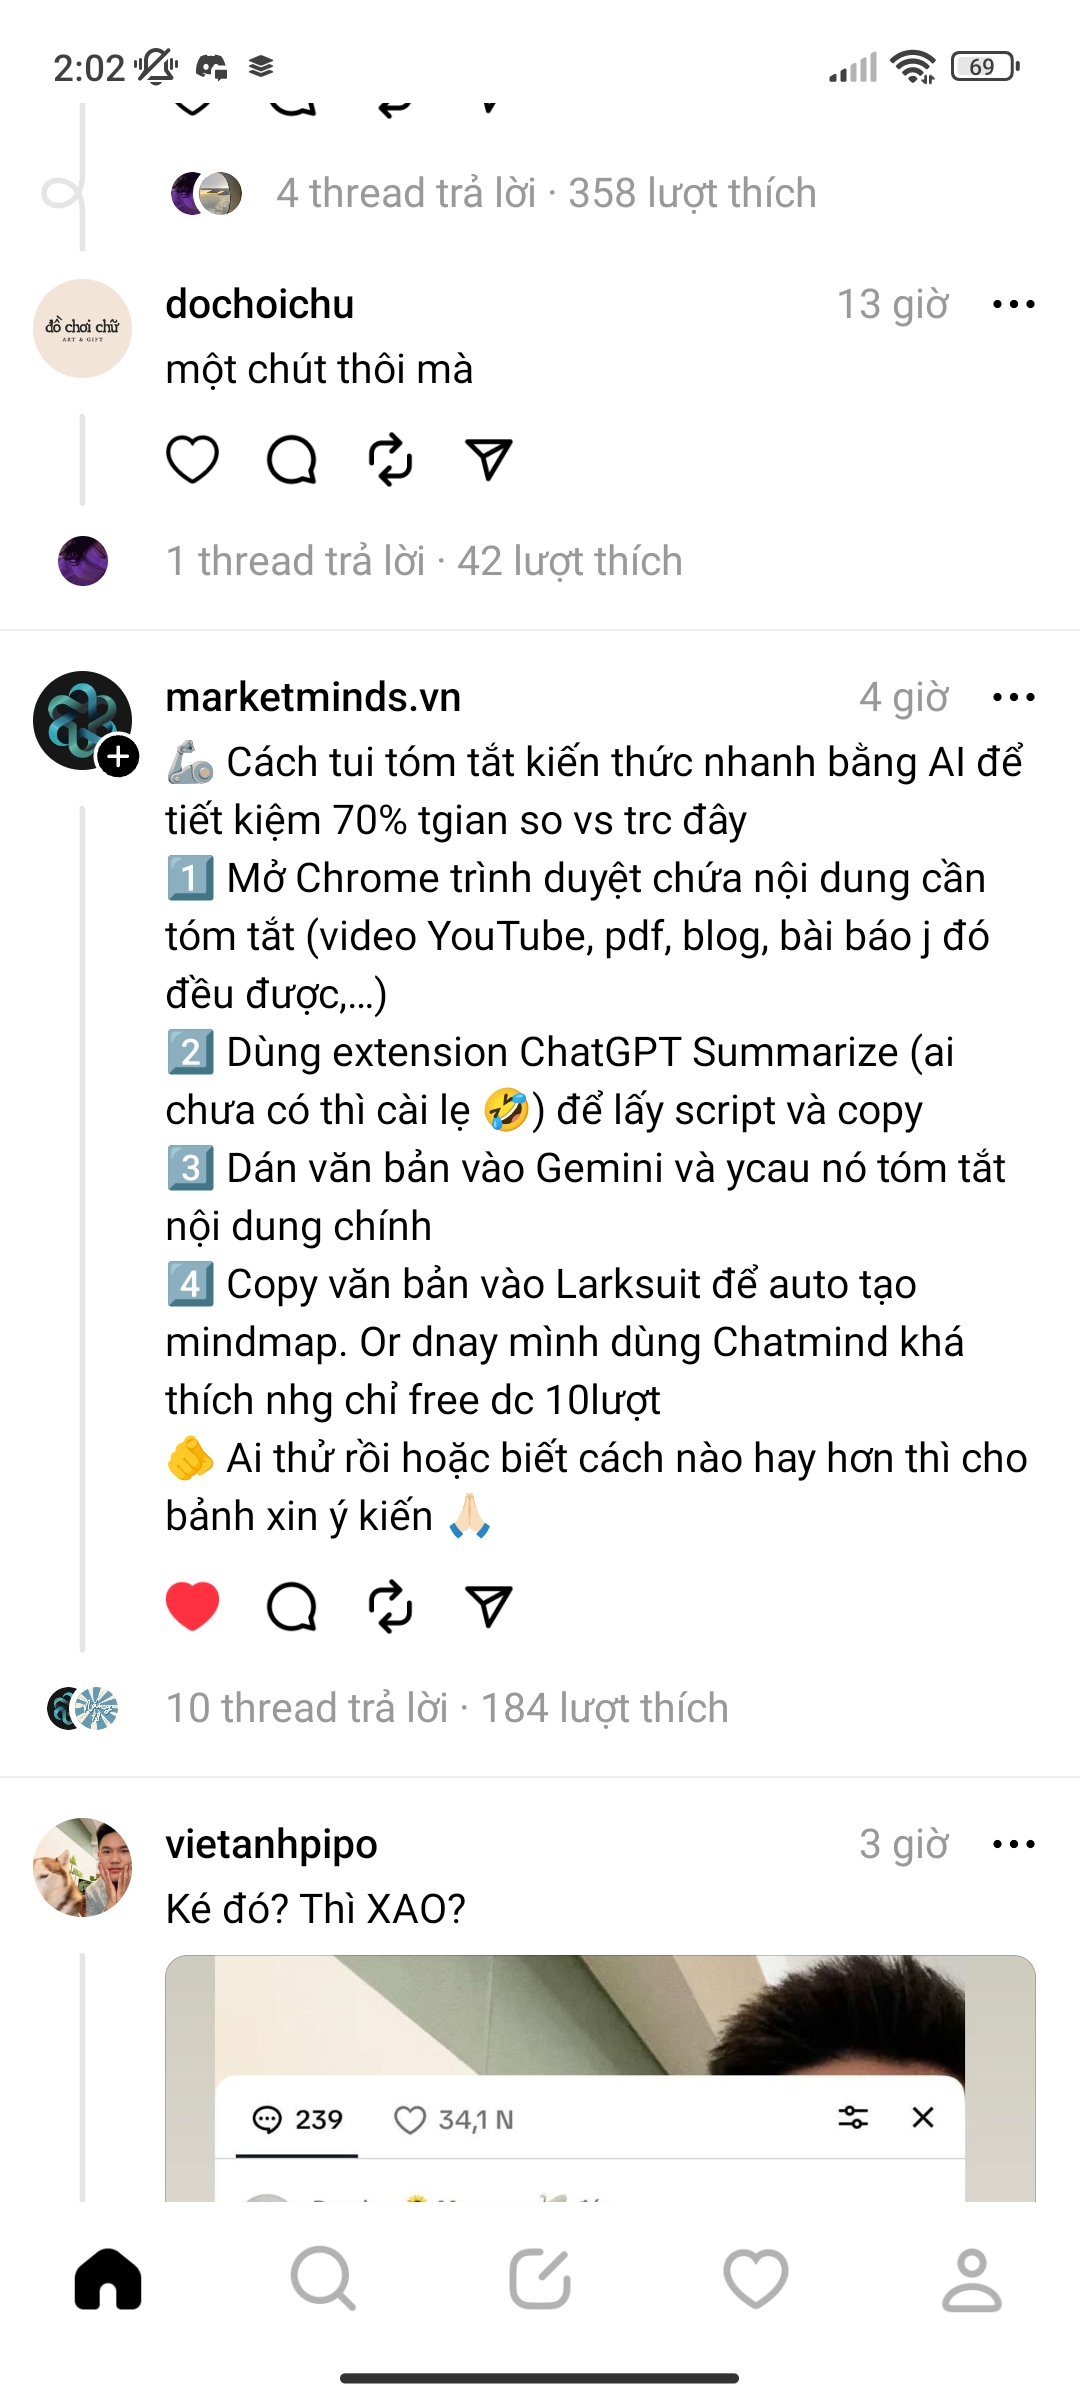 2:02
69
4 thread trả lời · 358 lượt thích
đồ chơi chữ
ART & GIFT
dochoichu
13 giờ
một chút thôi mà
1 thread trả lời · 42 lượt thích
marketminds.vn
4 giờ
🦾 Cách tui tóm tắt kiến thức nhanh bằng AI để
tiết kiệm 70% tgian so vs trc đây
1️⃣ Mở Chrome trình duyệt chứa nội dung cần
tóm tắt (video YouTube, pdf, blog, bài báo j đó
đều được,...)
2️⃣ Dùng extension ChatGPT Summarize (ai
chưa có thì cài lẹ 🤣) để lấy script và copy
3️⃣ Dán văn bản vào Gemini và ycau nó tóm tắt
nội dung chính
4️⃣ Copy văn bản vào Larksuit để auto tạo
mindmap. Or dnay mình dùng Chatmind khá
thích nhg chỉ free dc 10lượt
🫵 Ai thử rồi hoặc biết cách nào hay hơn thì cho
bảnh xin ý kiến 🙏🏻
10 thread trả lời · 184 lượt thích
vietanhpipo
3 giờ
Ké đó? Thì XAO?
239
34,1 N